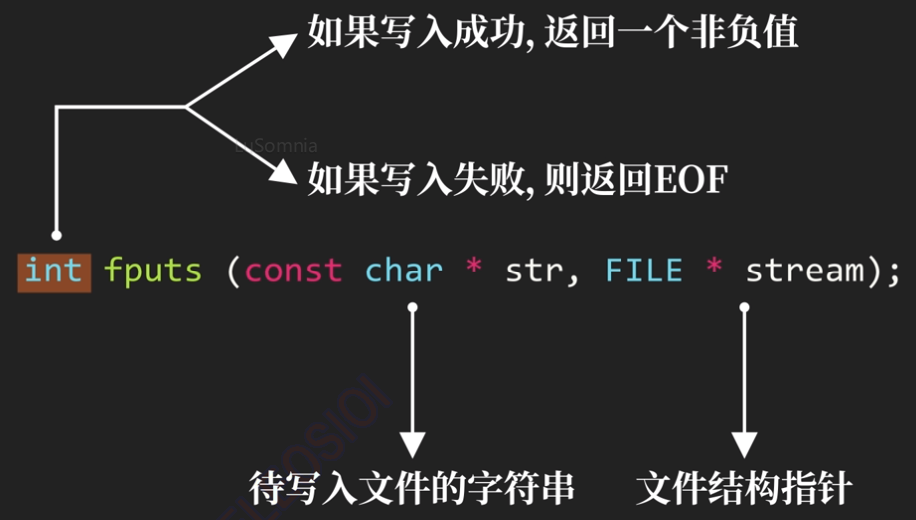 如果写入成功, 返回一个非负值
如果写入失败, 则返回EOF
int fputs (const char * str, FILE * stream);
待写入文件的字符串
文件结构指针